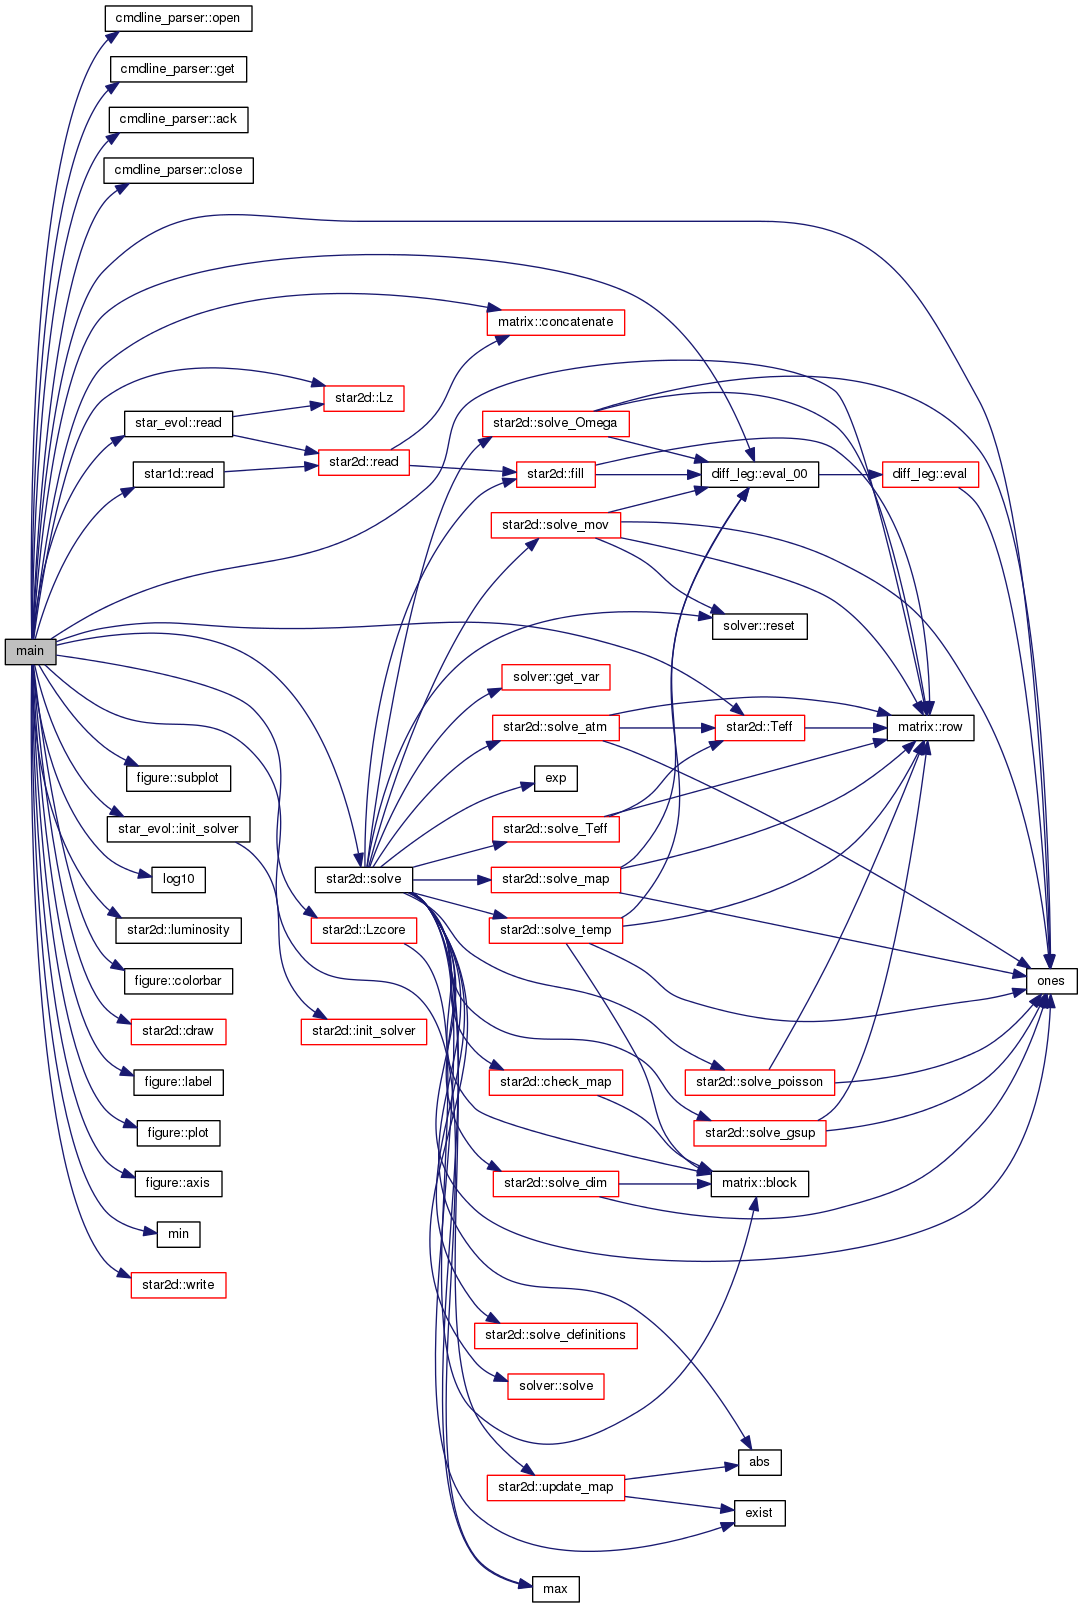 cmdline_parser::open
cmdline_parser::get
cmdline_parser::ack
cmdline_parser::close
matrix::concatenate
star2d::Lz
star_evol::read
star2d::solve_Omega
star2d::read
star1d::read
star2d::fill
diff_leg::eval_00
diff_leg::eval
star2d::solve_mov
solver::reset
main
solver::get_var
star2d::solve_atm
star2d::Teff
matrix::row
figure::subplot
exp
star_evol::init_solver
star2d::solve_Teff
log10
star2d::solve
star2d::solve_map
star2d::luminosity
star2d::Lzcore
star2d::solve_temp
figure::colorbar
ones
star2d::draw
star2d::init_solver
figure::label
star2d::check_map
star2d::solve_poisson
figure::plot
star2d::solve_gsup
figure::axis
star2d::solve_dim
matrix::block
min
star2d::write
star2d::solve_definitions
solver::solve
abs
star2d::update_map
exist
max